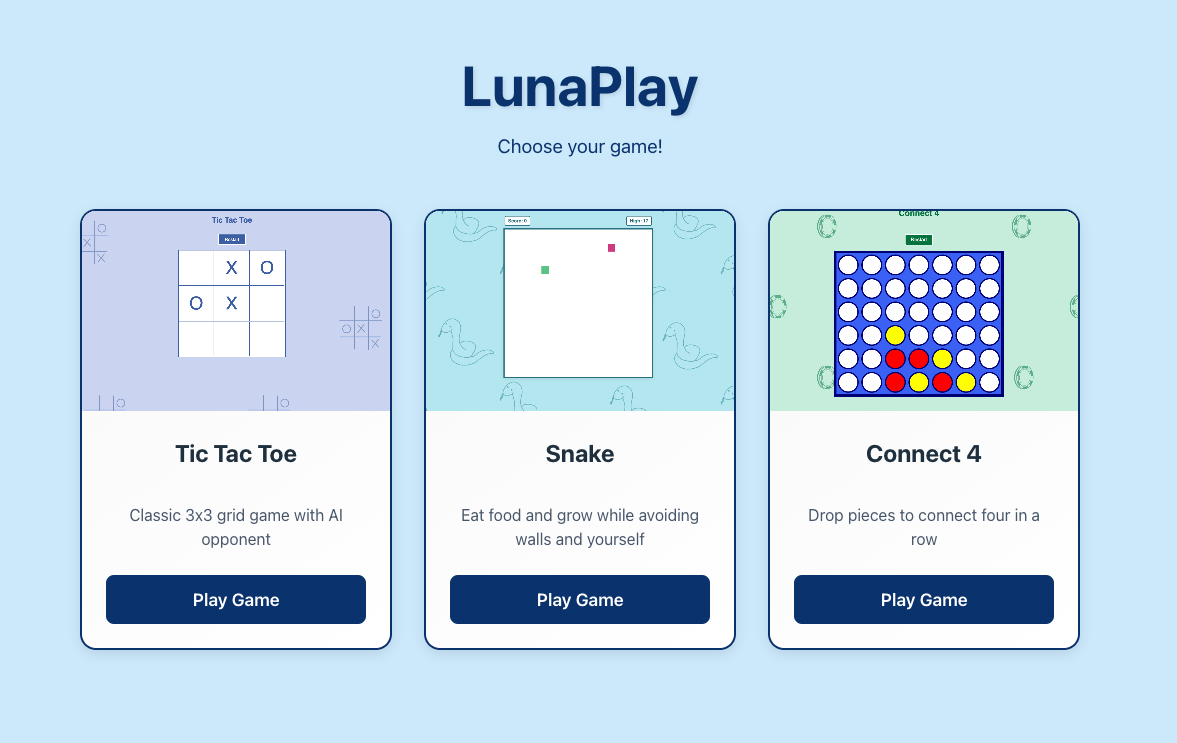 LunaPlay
Choose your game!
Tic Tac Toe
Restart
X O
O X
Score: 0 High: 17
Connect 4
Restart
Tic Tac Toe
Classic 3x3 grid game with AI
opponent
Play Game
Snake
Eat food and grow while avoiding
walls and yourself
Play Game
Connect 4
Drop pieces to connect four in a
row
Play Game